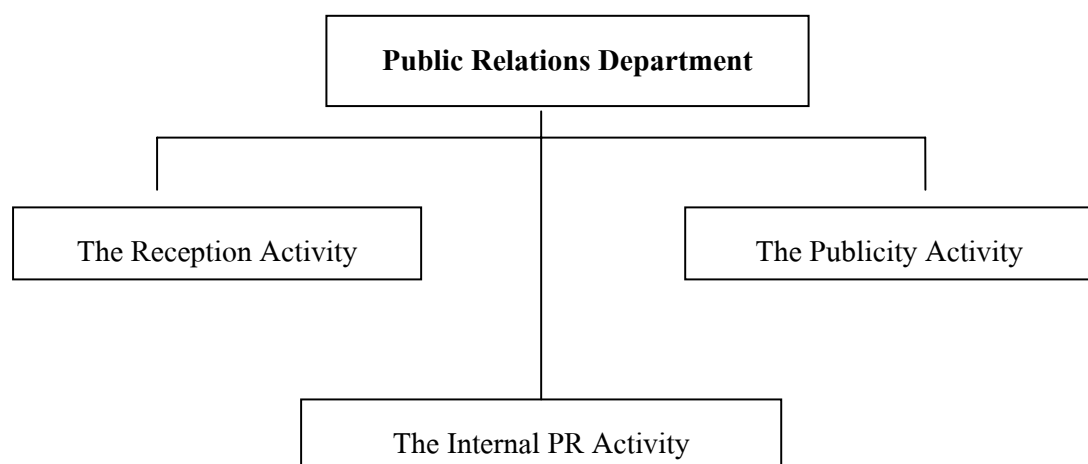 Public Relations Department
The Reception Activity
The Publicity Activity
The Internal PR Activity